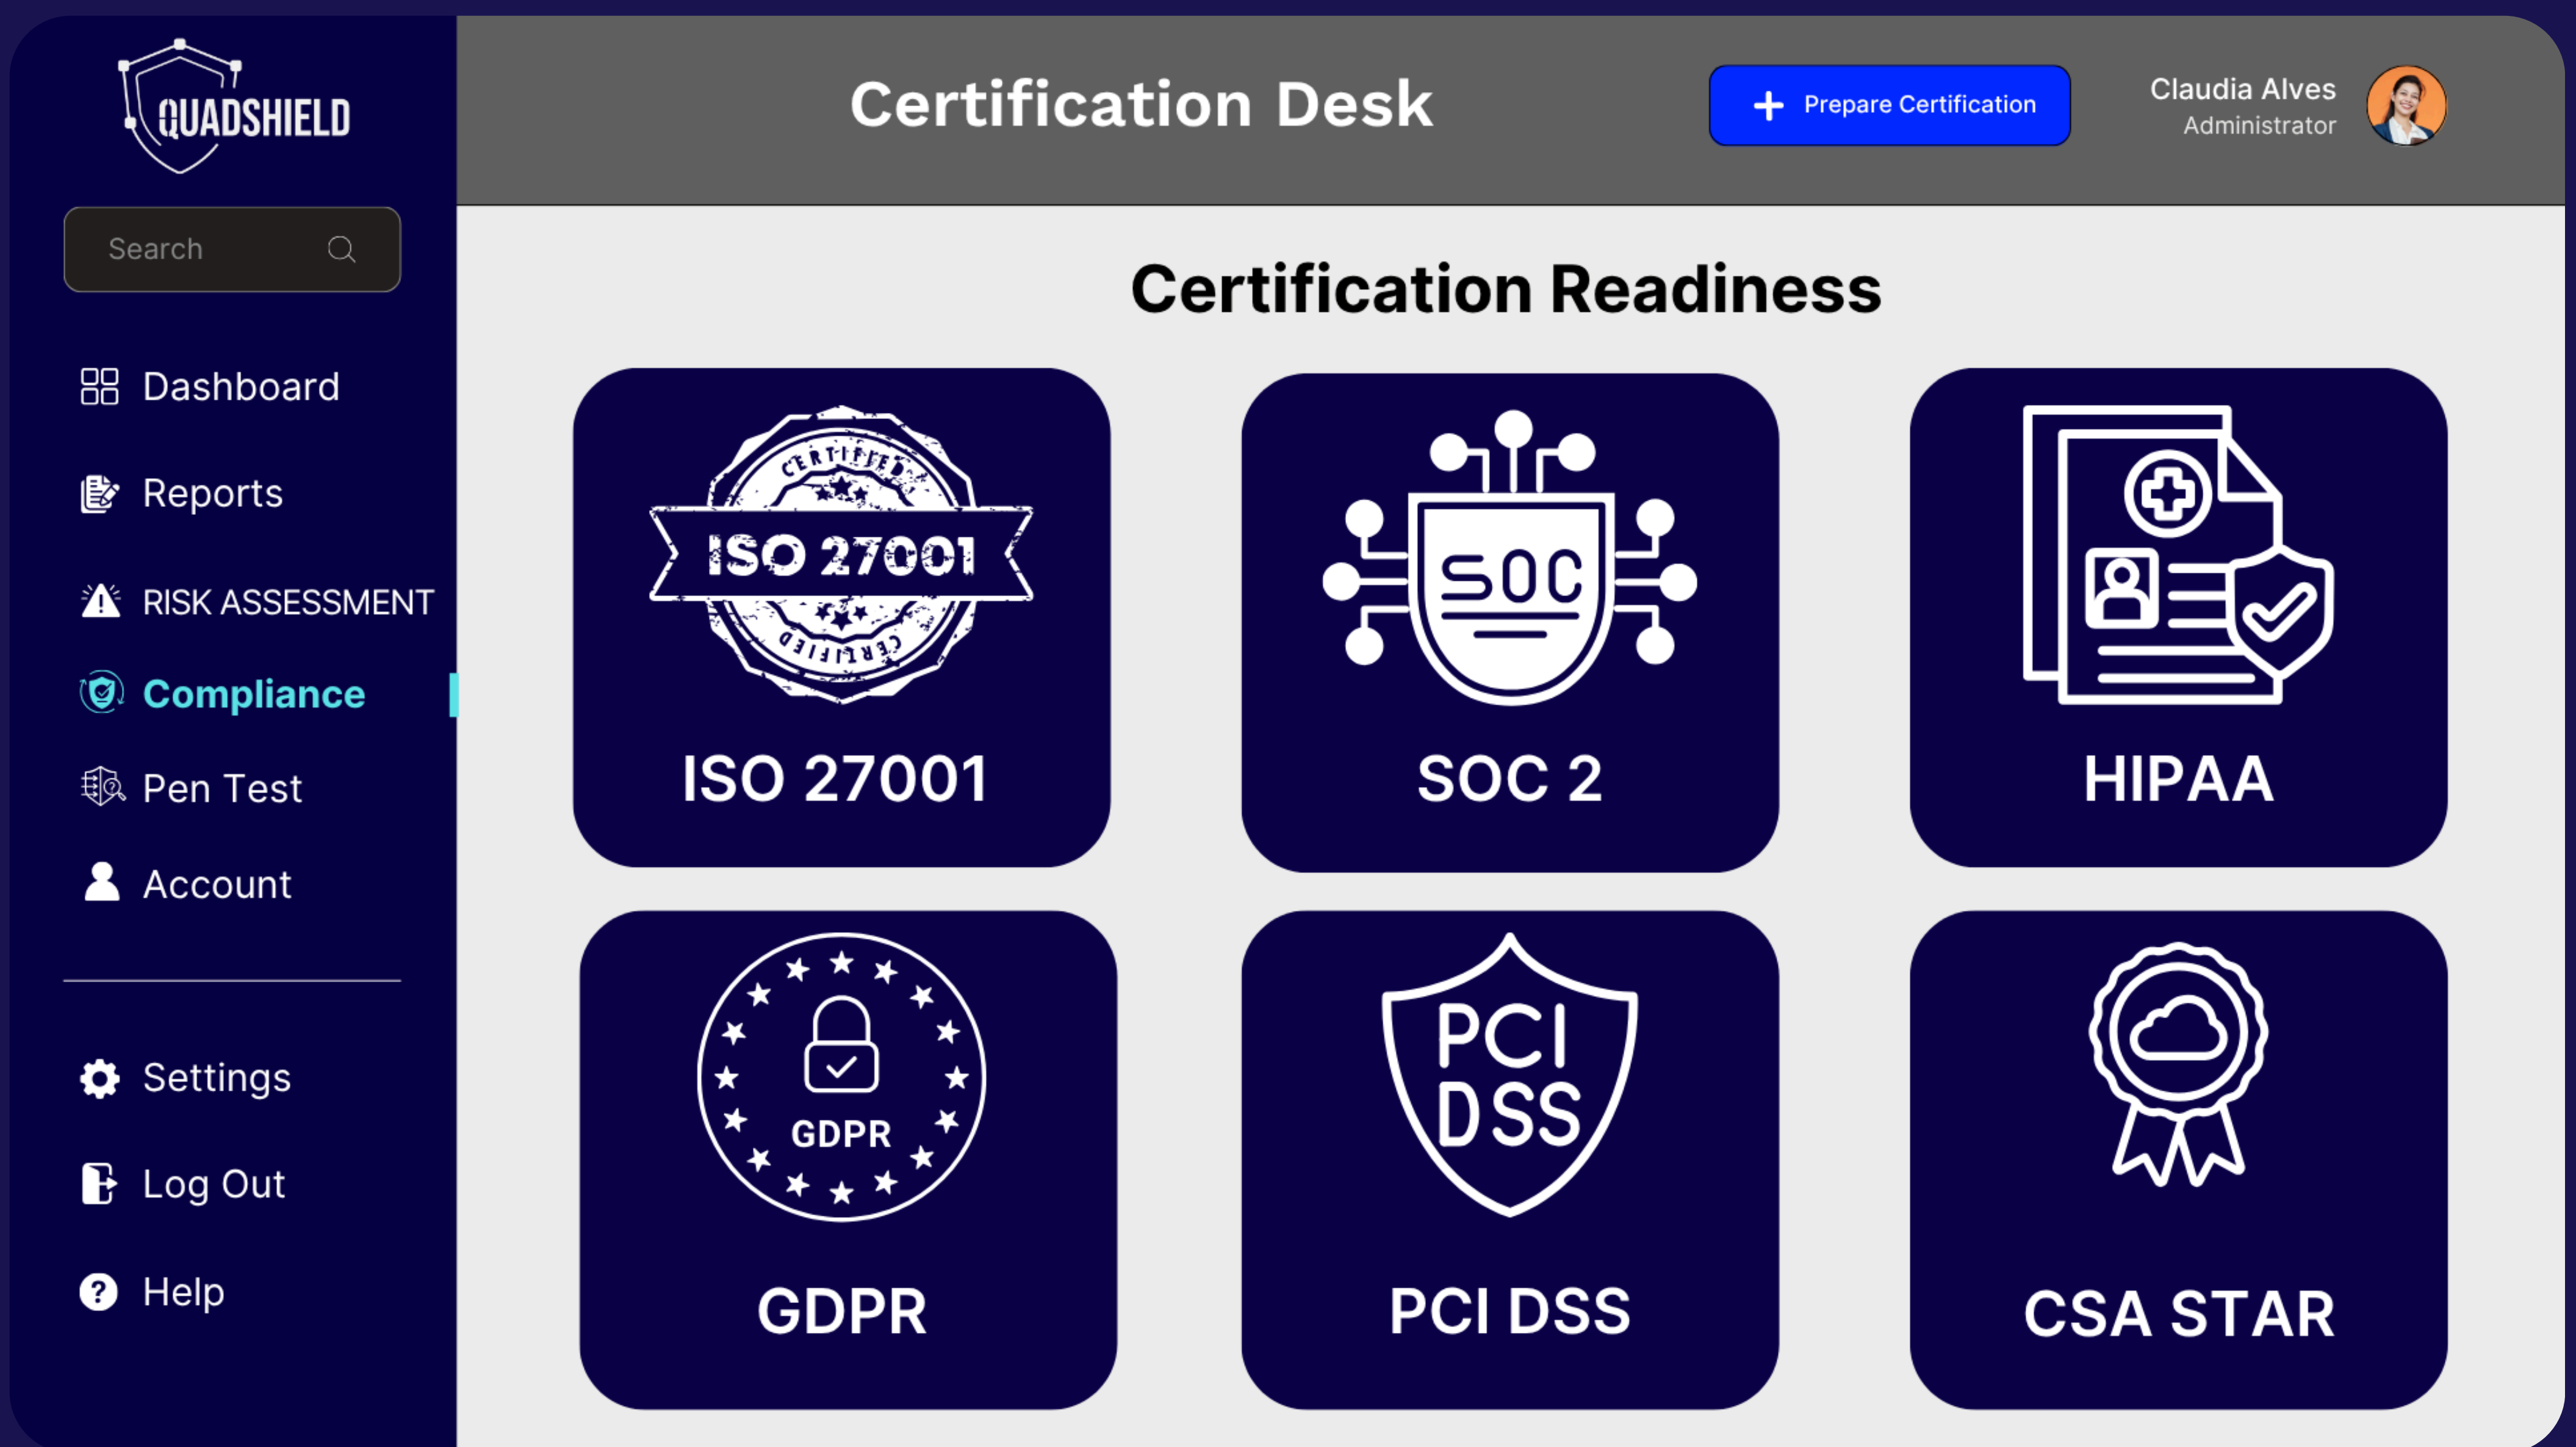 QUADSHIELD
Search
Dashboard
Reports
RISK ASSESSMENT
Compliance
Pen Test
Account
Settings
Log Out
Help
Certification Desk
Prepare Certification
Claudia Alves
Administrator
Certification Readiness
CERTIFIED
ISO 27001
CERTIFIED
ISO 27001
SOC
SOC 2
HIPAA
GDPR
GDPR
PCI
DSS
PCI DSS
CSA STAR